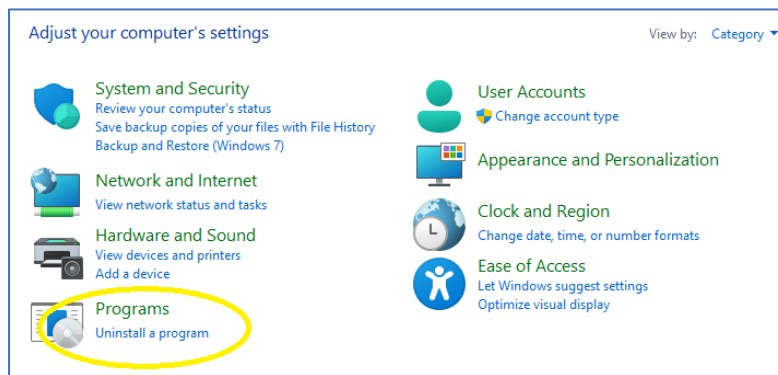 Adjust your computer's settings
View by: Category
System and Security
Review your computer's status
Save backup copies of your files with File History
Backup and Restore (Windows 7)
Network and Internet
View network status and tasks
Hardware and Sound
View devices and printers
Add a device
Programs
Uninstall a program
User Accounts
Change account type
Appearance and Personalization
Clock and Region
Change date, time, or number formats
Ease of Access
Let Windows suggest settings
Optimize visual display